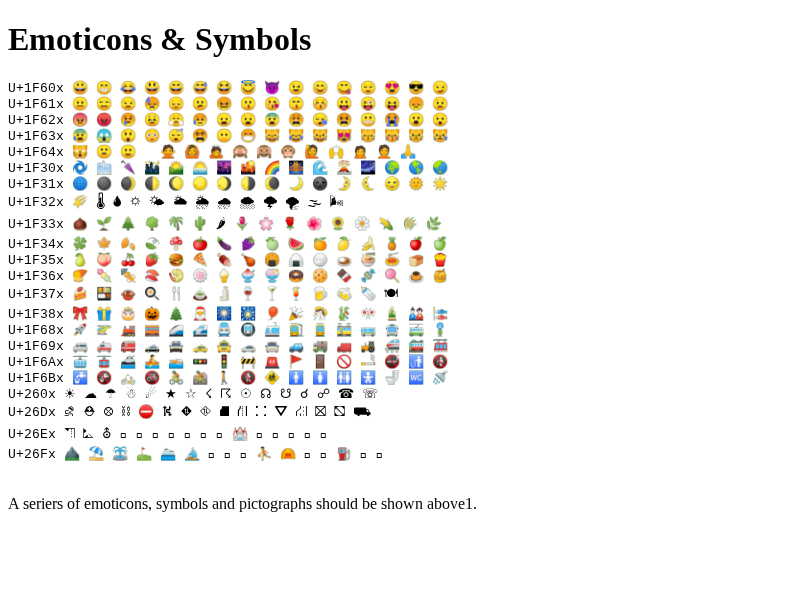 Emoticons & Symbols
U+1F60x 😀 😁 😂 😃 😄 😅 😆 😇 😈 😉 😊 😋 😌 😍 😎 😏
U+1F61x 😐 😑 😒 😓 😔 😕 😖 😗 😘 😙 😚 😛 😜 😝 😞 😟
U+1F62x 😠 😡 😢 😣 😤 😥 😦 😧 😨 😩 😪 😫 😬 😭 😮 😯
U+1F63x 😰 😱 😲 😳 😴 😵 😶 😷 😸 😹 😺 😻 😼 😽 😾 😿
U+1F64x 🙀 🙁 🙂 🙅 🙆 🙇 🙈 🙉 🙊 🙋 🙌 🙍 🙎 🙏
U+1F30x 🌀 🌁 🌂 🌃 🌄 🌅 🌆 🌇 🌈 🌉 🌊 🌋 🌌 🌍 🌎 🌏
U+1F31x 🌐 🌑 🌒 🌓 🌔 🌕 🌖 🌗 🌘 🌙 🌚 🌛 🌜 🌝 🌞 🌟
U+1F32x 🌠 🌡 🌢 🌣 🌤 🌥 🌦 🌧 🌨 🌩 🌪 🌫 🌬
U+1F33x 🌰 🌱 🌲 🌳 🌴 🌵 🌶 🌷 🌸 🌹 🌺 🌻 🌼 🌽 🌾 🌿
U+1F34x 🍀 🍁 🍂 🍃 🍄 🍅 🍆 🍇 🍈 🍉 🍊 🍋 🍌 🍍 🍎 🍏
U+1F35x 🍐 🍑 🍒 🍓 🍔 🍕 🍖 🍗 🍘 🍙 🍚 🍛 🍜 🍝 🍞 🍟
U+1F36x 🍠 🍡 🍢 🍣 🍤 🍥 🍦 🍧 🍨 🍩 🍪 🍫 🍬 🍭 🍮 🍯
U+1F37x 🍰 🍱 🍲 🍳 🍴 🍵 🍶 🍷 🍸 🍹 🍺 🍻 🍼 🍽
U+1F38x 🎀 🎁 🎂 🎃 🎄 🎅 🎆 🎇 🎈 🎉 🎊 🎋 🎌 🎍 🎎 🎏
U+1F68x 🚀 🚁 🚂 🚃 🚄 🚅 🚆 🚇 🚈 🚉 🚊 🚋 🚌 🚍 🚎 🚏
U+1F69x 🚐 🚑 🚒 🚓 🚔 🚕 🚖 🚗 🚘 🚙 🚚 🚛 🚜 🚝 🚞 🚟
U+1F6Ax 🚠 🚡 🚢 🚣 🚤 🚥 🚦 🚧 🚨 🚩 🚪 🚫 🚬 🚭 🚮 🚯
U+1F6Bx 🚰 🚱 🚲 🚳 🚴 🚵 🚶 🚷 🚸 🚹 🚺 🚻 🚼 🚽 🚾 🚿
U+260x ☀ ☁ ☂ ☃ ☄ ★ ☆ ☇ ☈ ☉ ☊ ☋ ☌ ☍ ☎ ☏
U+26Dx ⛐ ⛑ ⛒ ⛓ ⛔ ⛕ ⛖ ⛗ ⛘ ⛙ ⛚ ⛛ ⛜ ⛝ ⛞ ⛟
U+26Ex ⛠ ⛡ ⛢ ⛣ ⛤ ⛥ ⛦ ⛧ ⛨ ⛩ ⛪ ⛫ ⛬ ⛭ ⛮ ⛯
U+26Fx ⛰ ⛱ ⛲ ⛳ ⛴ ⛵ ⛶ ⛷ ⛸ ⛹ ⛺ ⛻ ⛼ ⛽ ⛾ ⛿
A seriers of emoticons, symbols and pictographs should be shown above1.